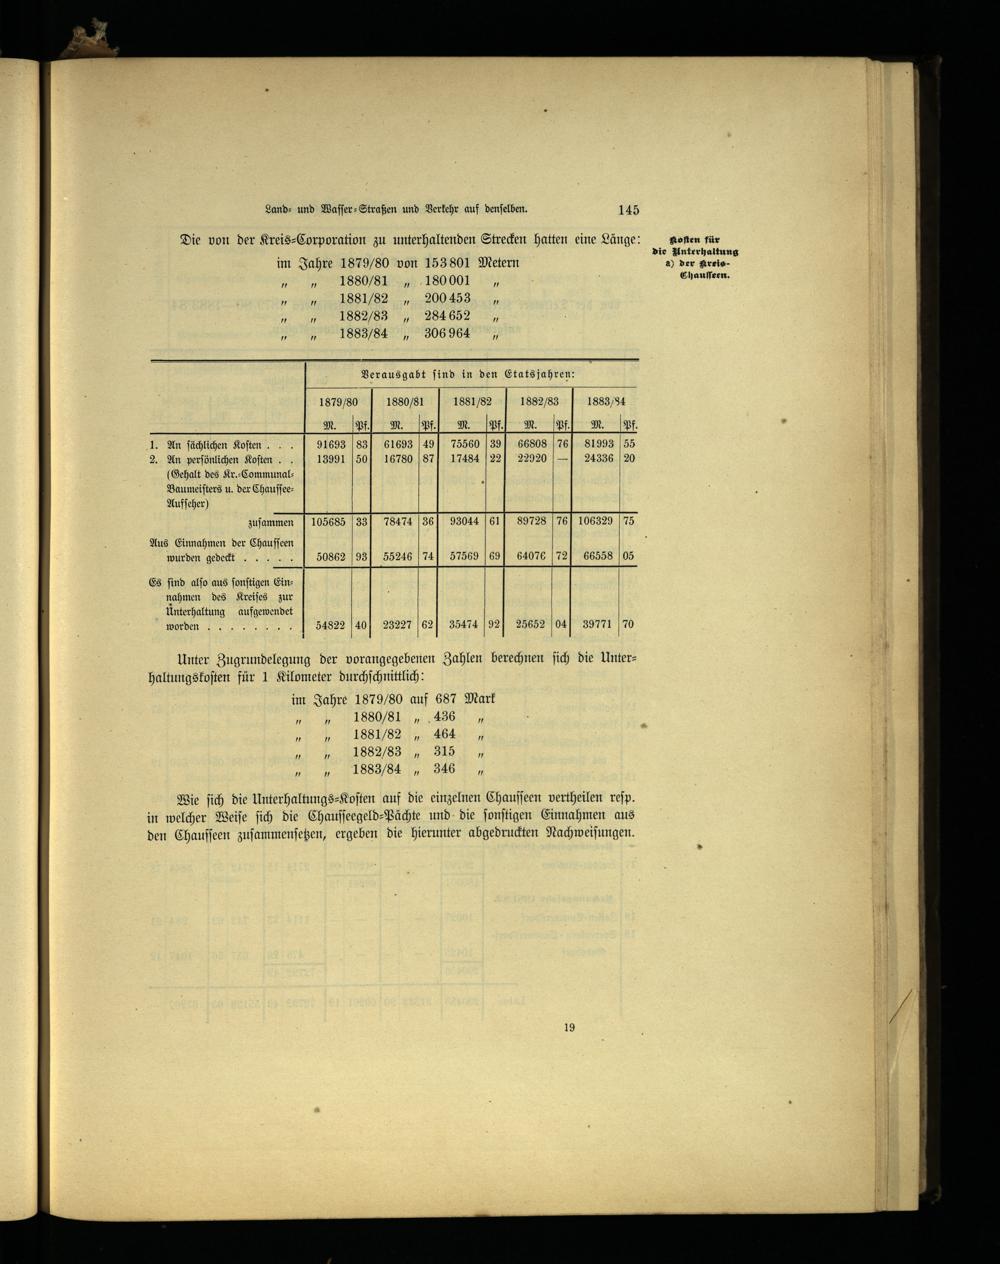 Land- und Wasser-Straßen und Verkehr auf denselben. 145
Die von der Kreis-Corporation zu unterhaltenden Strecken hatten eine Länge:
Kosten für
die Unterhaltung
a) der Kreis-
Chausseen.
im Jahre 1879/80 von 153 801 Metern
„ „ 1880/81 „ 180 001 „
„ „ 1881/82 „ 200 453 „
„ „ 1882/83 „ 284 652 „
„ „ 1883/84 „ 306 964 „
Verausgabt sind in den Etatsjahren:
1879/80 1880/81 1881/82 1882/83 1883/84
M. Pf. M. Pf. M. Pf. M. Pf. M. Pf.
1. An sächlichen Kosten . . . 91693 83 61693 49 75560 39 66808 76 81993 55
2. An persönlichen Kosten . . 13991 50 16780 87 17484 22 22920 — 24336 20
(Gehalt des Kr.-Communal-
Baumeisters u. der Chaussee-
Aufseher)
zusammen 105685 33 78474 36 93044 61 89728 76 106329 75
Aus Einnahmen der Chausseen
wurden gedeckt . . . . . 50862 93 55246 74 57569 69 64076 72 66558 05
Es sind also aus sonstigen Ein-
nahmen des Kreises zur
Unterhaltung aufgewendet
worden . . . . . . . . 54822 40 23227 62 35474 92 25652 04 39771 70
Unter Zugrundelegung der vorangegebenen Zahlen berechnen sich die Unter-
haltungskosten für 1 Kilometer durchschnittlich:
im Jahre 1879/80 auf 687 Mark
„ „ 1880/81 „ 436 „
„ „ 1881/82 „ 464 „
„ „ 1882/83 „ 315 „
„ „ 1883/84 „ 346 „
Wie sich die Unterhaltungs-Kosten auf die einzelnen Chausseen vertheilen resp.
in welcher Weise sich die Chausseegeld-Pächte und die sonstigen Einnahmen aus
den Chausseen zusammensetzen, ergeben die hierunter abgedruckten Nachweisungen.
19